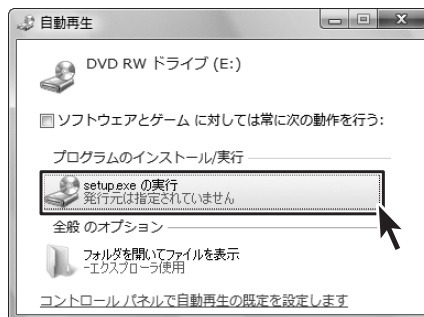 自動再生
DVD RW ドライブ (E:)
ソフトウェアとゲーム に対しては常に次の動作を行う:
プログラムのインストール/実行
setup.exe の実行
発行元は指定されていません
全般 のオプション
フォルダを開いてファイルを表示
-エクスプローラ使用
コントロール パネルで自動再生の既定を設定します